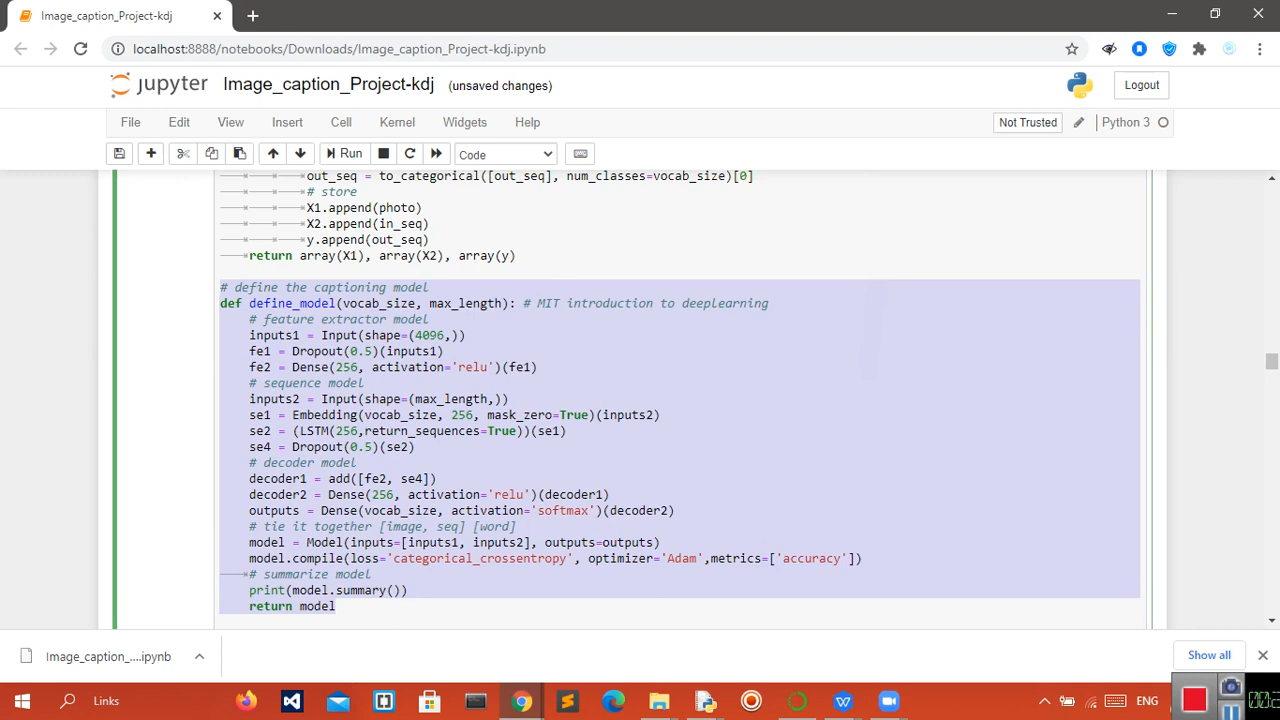 Image_caption_Project-kdj
localhost:8888/notebooks/Downloads/Image_caption_Project-kdj.ipynb
jupyter Image_caption_Project-kdj (unsaved changes) Logout
File Edit View Insert Cell Kernel Widgets Help Not Trusted Python 3
Run Code
out_seq = to_categorical([out_seq], num_classes=vocab_size)[0]
# store
X1.append(photo)
X2.append(in_seq)
y.append(out_seq)
return array(X1), array(X2), array(y)
# define the captioning model
def define_model(vocab_size, max_length): # MIT introduction to deeplearning
# feature extractor model
inputs1 = Input(shape=(4096,))
fe1 = Dropout(0.5)(inputs1)
fe2 = Dense(256, activation='relu')(fe1)
# sequence model
inputs2 = Input(shape=(max_length,))
se1 = Embedding(vocab_size, 256, mask_zero=True)(inputs2)
se2 = (LSTM(256,return_sequences=True))(se1)
se4 = Dropout(0.5)(se2)
# decoder model
decoder1 = add([fe2, se4])
decoder2 = Dense(256, activation='relu')(decoder1)
outputs = Dense(vocab_size, activation='softmax')(decoder2)
# tie it together [image, seq] [word]
model = Model(inputs=[inputs1, inputs2], outputs=outputs)
model.compile(loss='categorical_crossentropy', optimizer='Adam',metrics=['accuracy'])
# summarize model
print(model.summary())
return model
Image_caption_....ipynb Show all
Links ENG